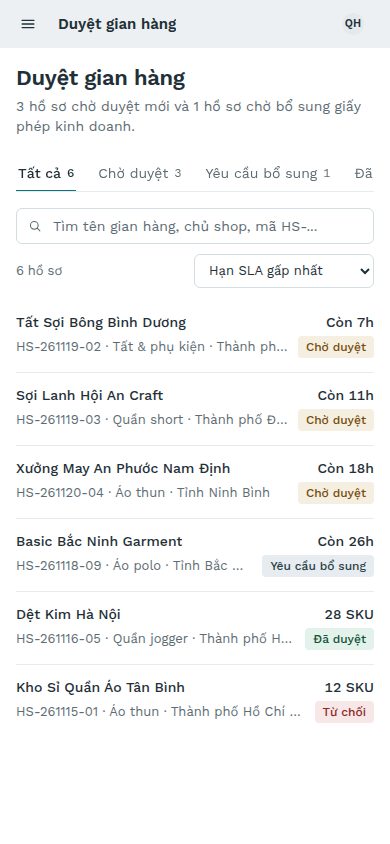 Duyệt gian hàng
QH
Duyệt gian hàng
3 hồ sơ chờ duyệt mới và 1 hồ sơ chờ bổ sung giấy
phép kinh doanh.
Tất cả 6 Chờ duyệt 3 Yêu cầu bổ sung 1 Đã
Tìm tên gian hàng, chủ shop, mã HS-...
6 hồ sơ
Hạn SLA gấp nhất
Tất Sợi Bông Bình Dương Còn 7h
HS-261119-02 · Tất & phụ kiện · Thành ph... Chờ duyệt
Sợi Lanh Hội An Craft Còn 11h
HS-261119-03 · Quần short · Thành phố Đ... Chờ duyệt
Xưởng May An Phước Nam Định Còn 18h
HS-261120-04 · Áo thun · Tỉnh Ninh Bình Chờ duyệt
Basic Bắc Ninh Garment Còn 26h
HS-261118-09 · Áo polo · Tỉnh Bắc ... Yêu cầu bổ sung
Dệt Kim Hà Nội 28 SKU
HS-261116-05 · Quần jogger · Thành phố H... Đã duyệt
Kho Sỉ Quần Áo Tân Bình 12 SKU
HS-261115-01 · Áo thun · Thành phố Hồ Chí ... Từ chối